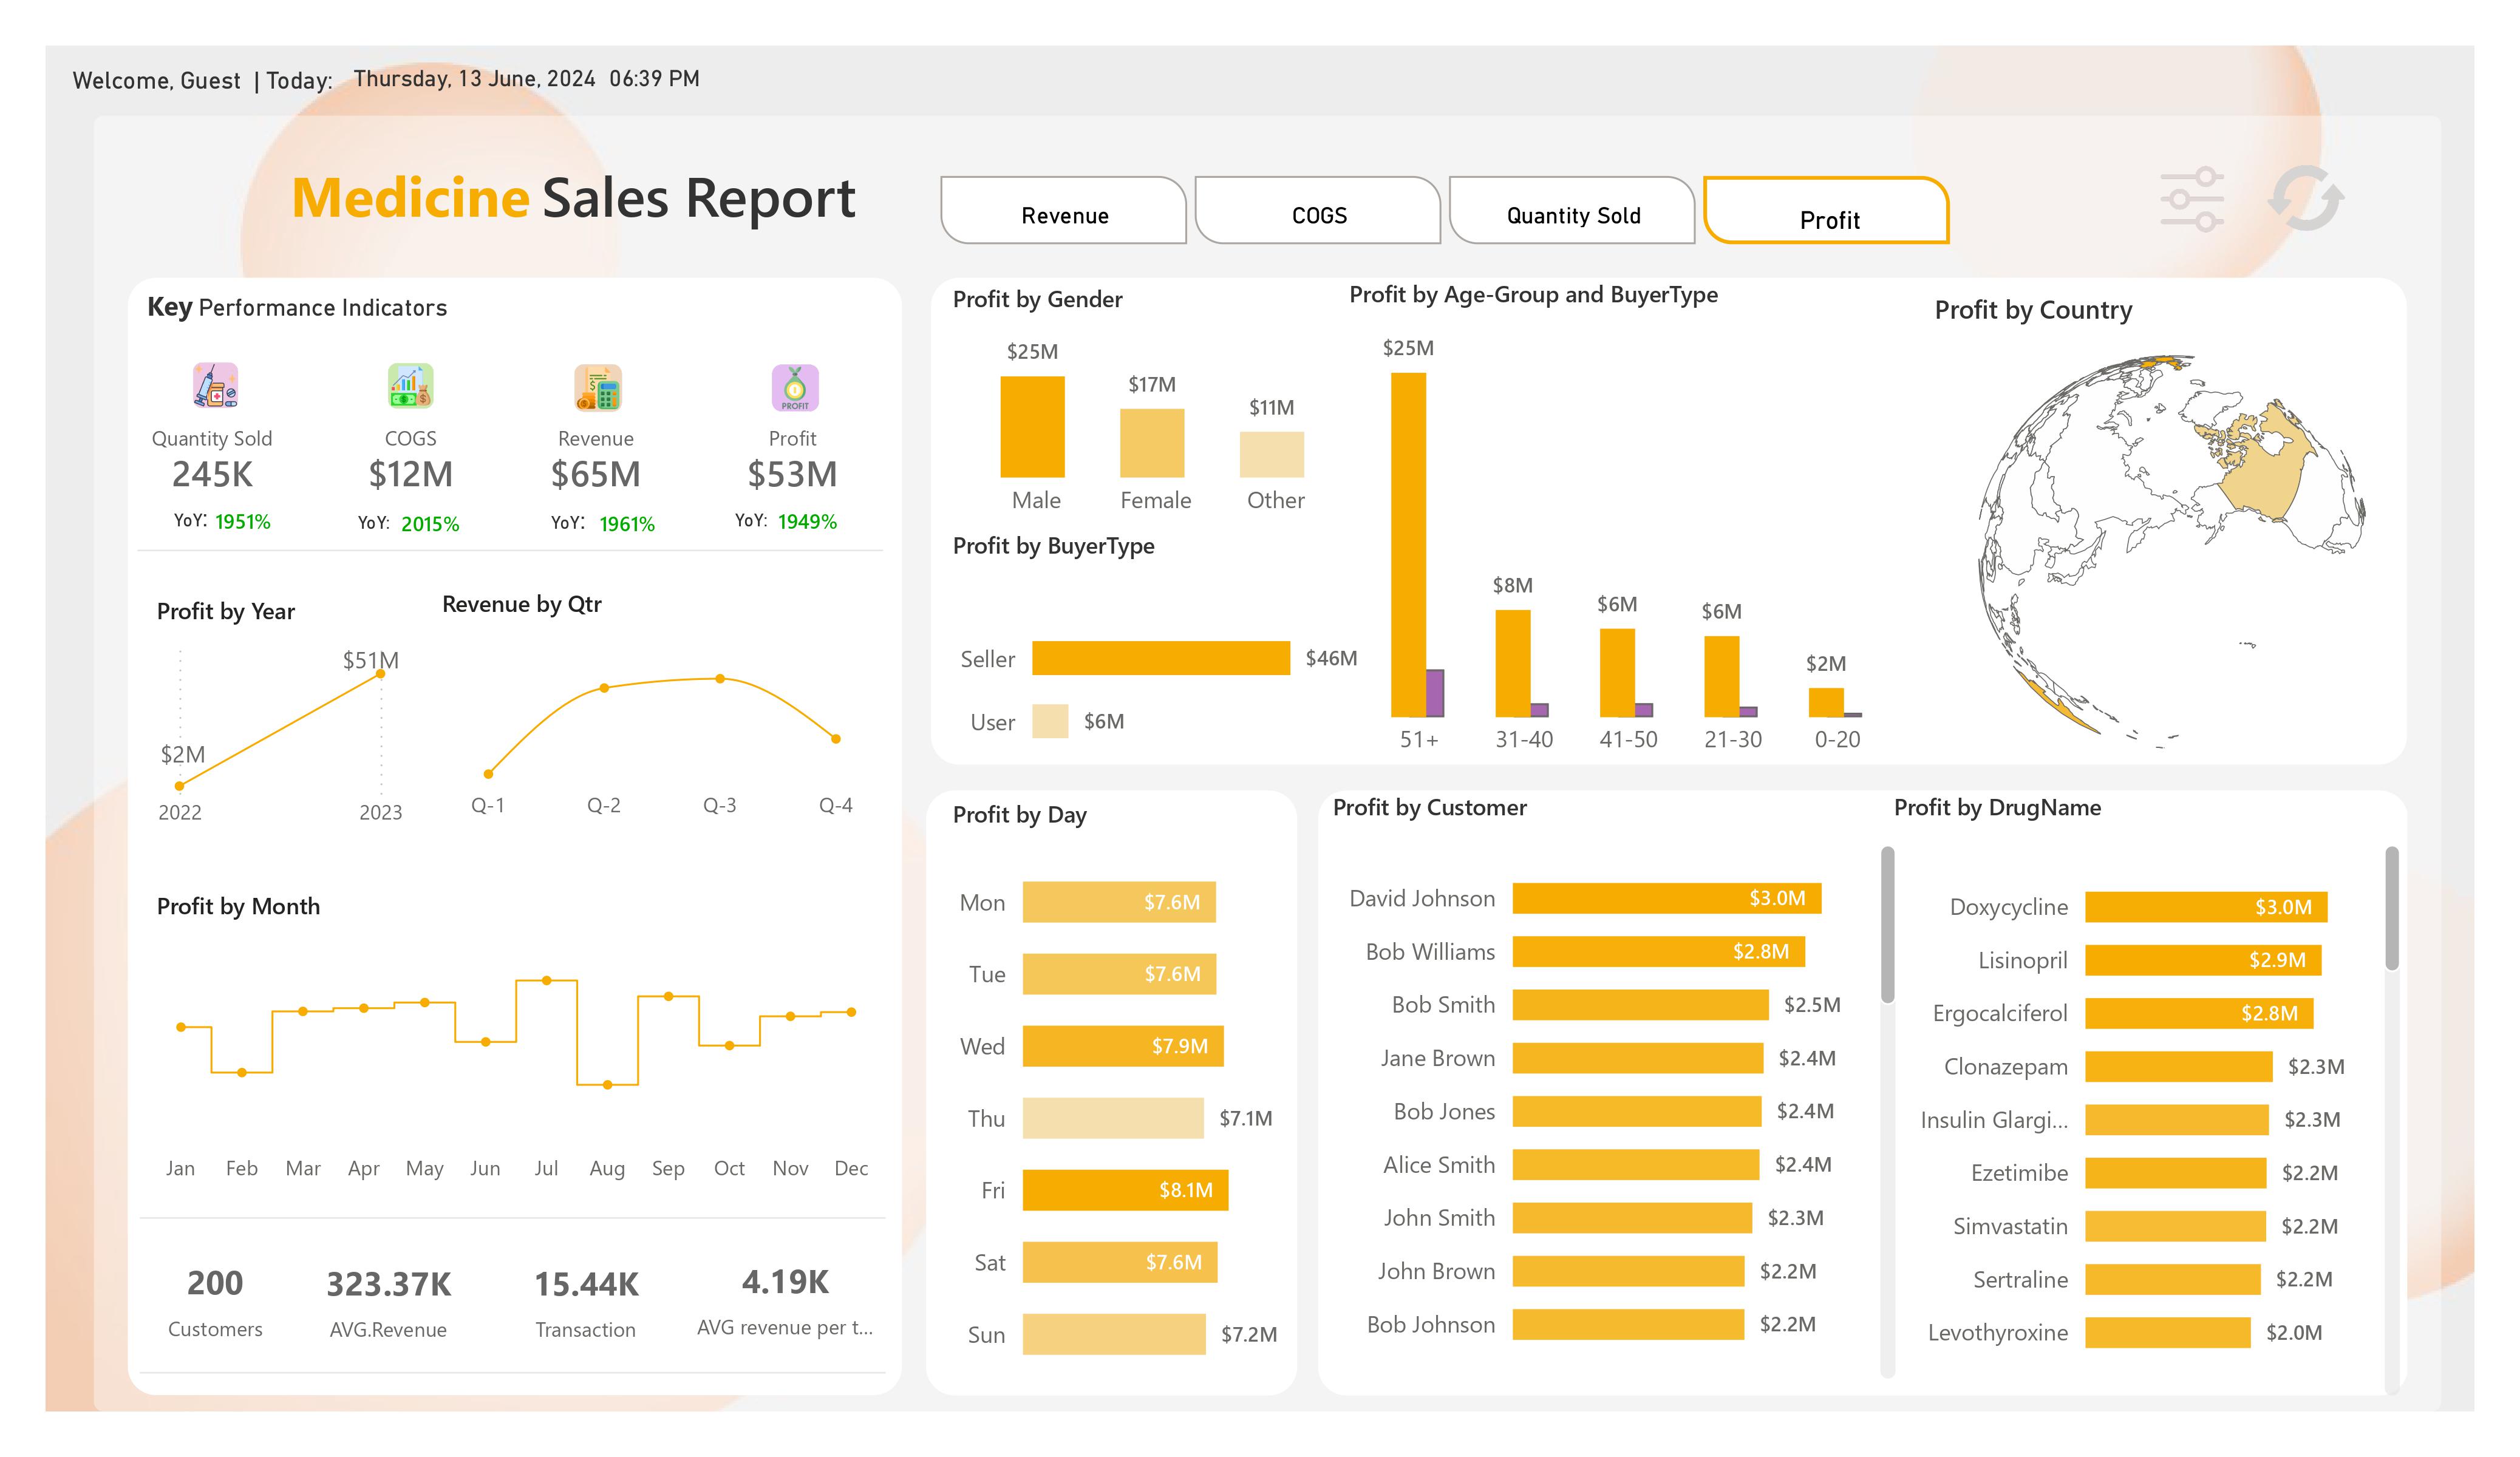 Welcome, Guest | Today: Thursday, 13 June, 2024 06:39 PM
Medicine Sales Report
Revenue
COGS
Quantity Sold
Profit
Key Performance Indicators
PROFIT
Quantity Sold
245K
YoY: 1951%
COGS
$12M
YoY: 2015%
Revenue
$65M
YoY: 1961%
Profit
$53M
YoY: 1949%
Profit by Year
$51M
$2M
2022
2023
Revenue by Qtr
Q-1
Q-2
Q-3
Q-4
Profit by Month
Jan
Feb
Mar
Apr
May
Jun
Jul
Aug
Sep
Oct
Nov
Dec
200
Customers
323.37K
AVG.Revenue
15.44K
Transaction
4.19K
AVG revenue per t...
Profit by Gender
$25M
$17M
$11M
Male
Female
Other
Profit by BuyerType
Seller $46M
User $6M
Profit by Age-Group and BuyerType
$25M
$8M
$6M
$6M
$2M
51+
31-40
41-50
21-30
0-20
Profit by Country
Profit by Day
Mon $7.6M
Tue $7.6M
Wed $7.9M
Thu $7.1M
Fri $8.1M
Sat $7.6M
Sun $7.2M
Profit by Customer
David Johnson $3.0M
Bob Williams $2.8M
Bob Smith $2.5M
Jane Brown $2.4M
Bob Jones $2.4M
Alice Smith $2.4M
John Smith $2.3M
John Brown $2.2M
Bob Johnson $2.2M
Profit by DrugName
Doxycycline $3.0M
Lisinopril $2.9M
Ergocalciferol $2.8M
Clonazepam $2.3M
Insulin Glargi... $2.3M
Ezetimibe $2.2M
Simvastatin $2.2M
Sertraline $2.2M
Levothyroxine $2.0M